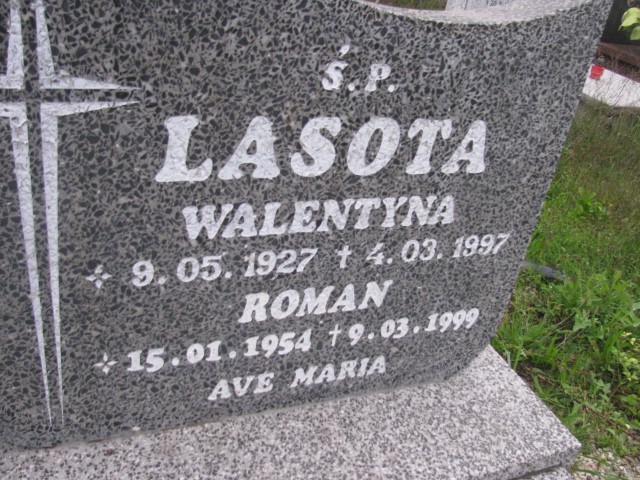 Ś.P.
LASOTA
WALENTYNA
✧ 9.05.1927 † 4.03.1997
ROMAN
✧ 15.01.1954 † 9.03.1999
AVE MARIA